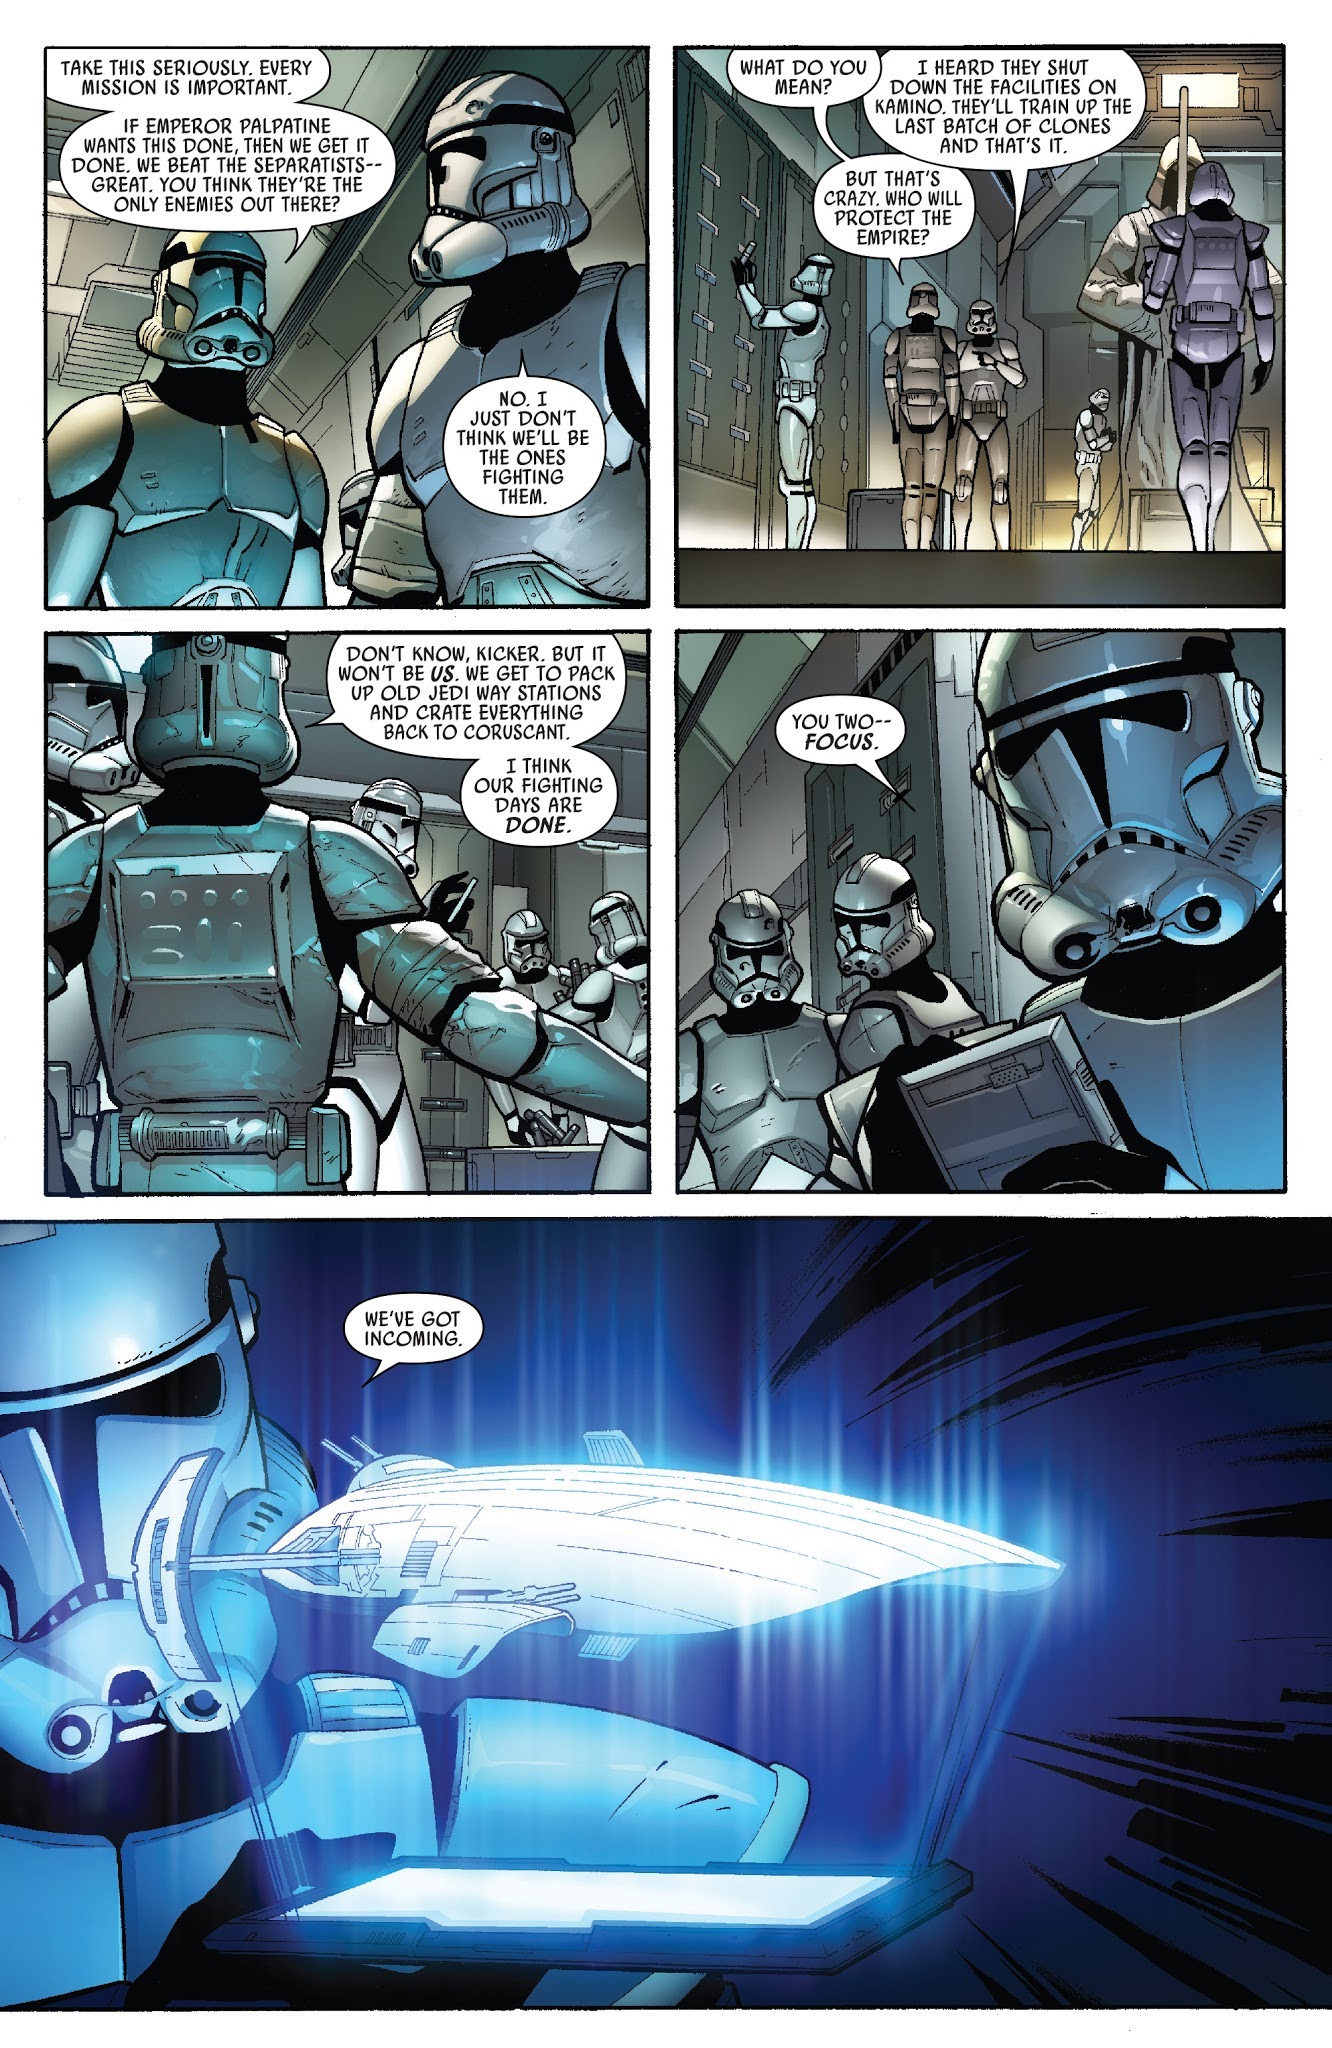 TAKE THIS SERIOUSLY. EVERY
MISSION IS IMPORTANT.
IF EMPEROR PALPATINE
WANTS THIS DONE, THEN WE GET IT
DONE. WE BEAT THE SEPARATISTS--
GREAT. YOU THINK THEY'RE THE
ONLY ENEMIES OUT THERE?
NO. I
JUST DON'T
THINK WE'LL BE
THE ONES
FIGHTING
THEM.
WHAT DO YOU
MEAN?
I HEARD THEY SHUT
DOWN THE FACILITIES ON
KAMINO. THEY'LL TRAIN UP THE
LAST BATCH OF CLONES
AND THAT'S IT.
BUT THAT'S
CRAZY. WHO WILL
PROTECT THE
EMPIRE?
DON'T KNOW, KICKER. BUT IT
WON'T BE US. WE GET TO PACK
UP OLD JEDI WAY STATIONS
AND CRATE EVERYTHING
BACK TO CORUSCANT.
I THINK
OUR FIGHTING
DAYS ARE
DONE.
YOU TWO--
FOCUS.
WE'VE GOT
INCOMING.